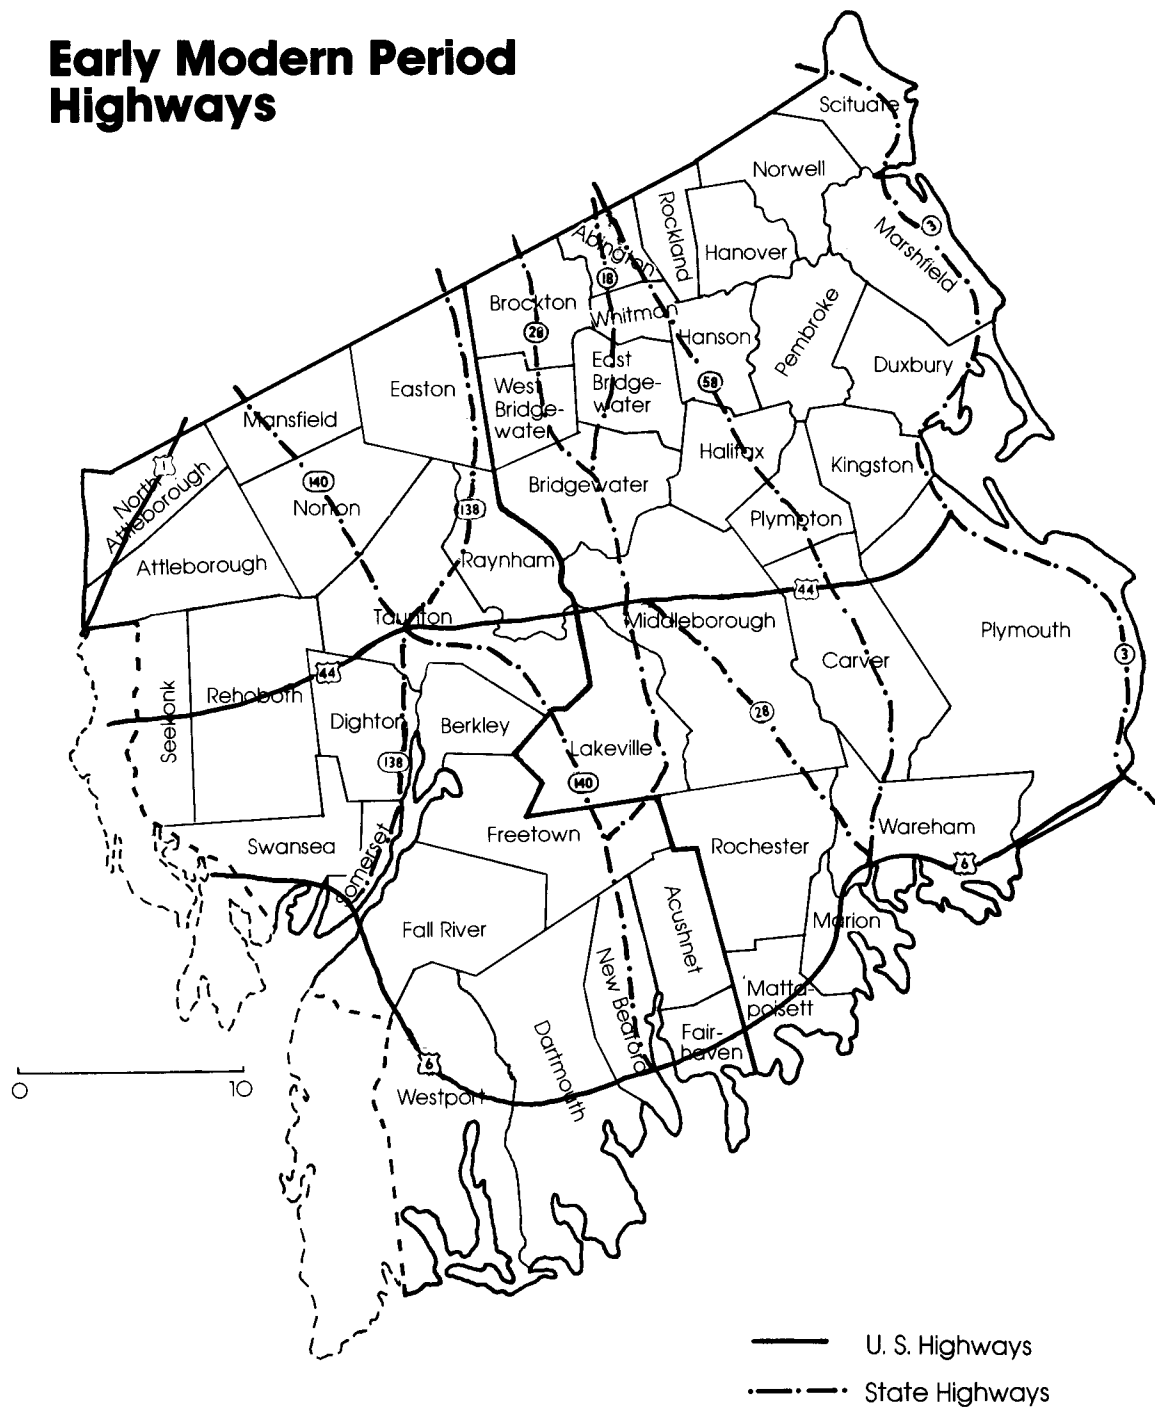 Early Modern Period
Highways
Scituate
Norwell
Rockland
Hanover
3
Marshfield
Abington
18
Brockton
28
Whitman
Hanson
Pembroke
Duxbury
58
Easton
West
Bridge-
water
East
Bridge-
water
Mansfield
1
North
Attleborough
140
Norton
138
Halifax
Kingston
Bridgewater
Plympton
Attleborough
Raynham
44
Taunton
Middleborough
Plymouth
3
Carver
44
Rehoboth
Seekonk
Dighton
Berkley
28
Lakeville
138
140
Swansea
Somerset
Freetown
Rochester
Wareham
6
Acushnet
Marion
Fall River
New Bedford
Matta-
poisett
Fair-
haven
Dartmouth
6
Westport
0
10
U. S. Highways
State Highways